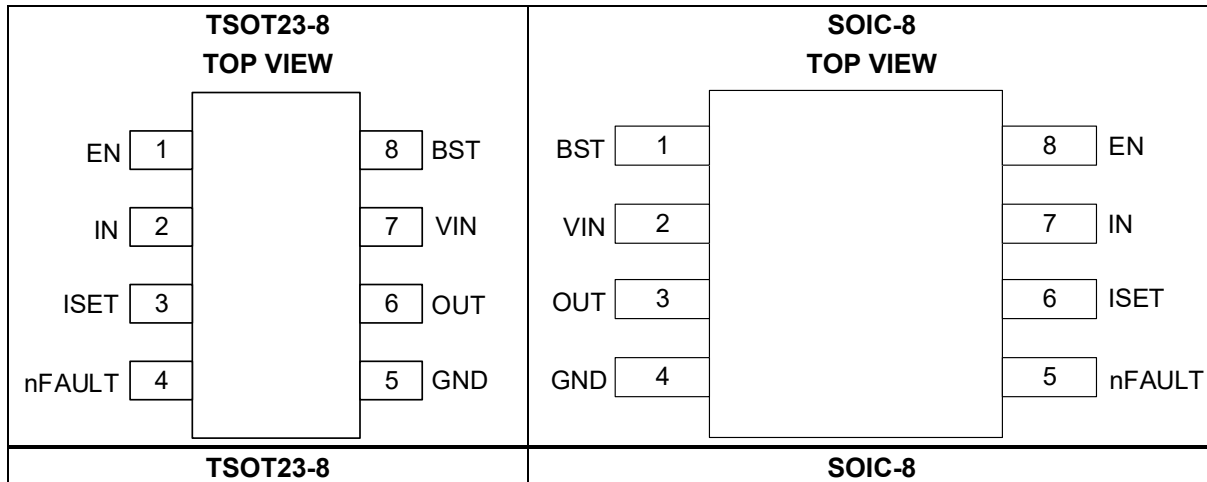 TSOT23-8
TOP VIEW
EN 1 8 BST
IN 2 7 VIN
ISET 3 6 OUT
nFAULT 4 5 GND
SOIC-8
TOP VIEW
BST 1 8 EN
VIN 2 7 IN
OUT 3 6 ISET
GND 4 5 nFAULT
TSOT23-8
SOIC-8